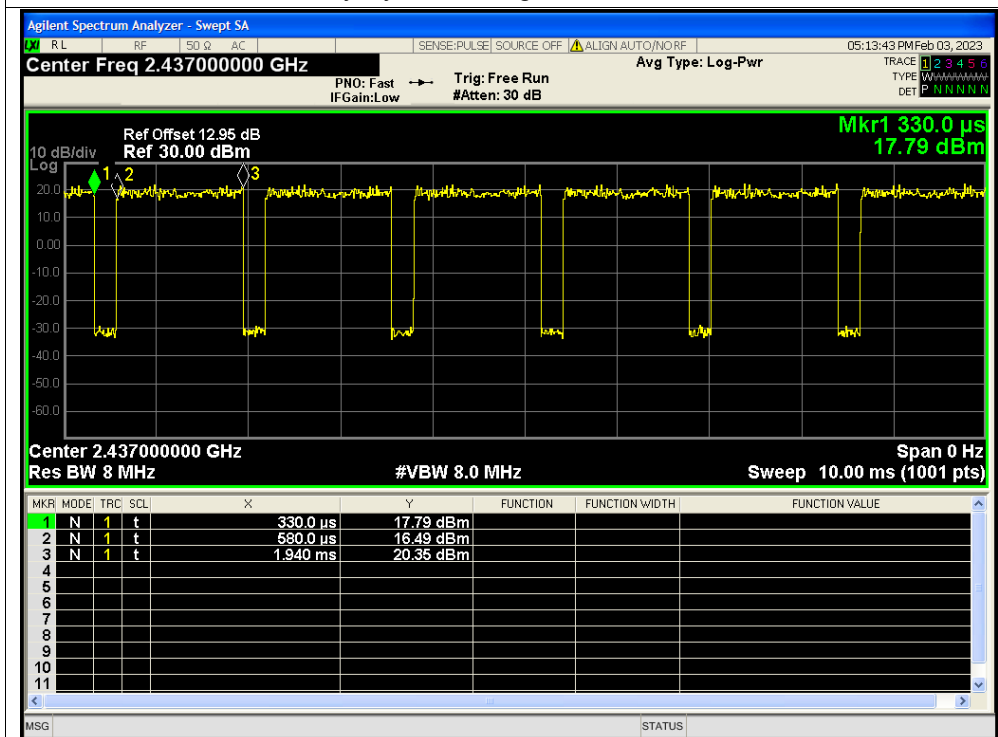 Agilent Spectrum Analyzer - Swept SA
LXI RL RF 50 Ω AC SENSE:PULSE SOURCE OFF ALIGN AUTO/NO RF 05:13:43 PM Feb 03, 2023
Center Freq 2.437000000 GHz
Avg Type: Log-Pwr
TRACE 1 2 3 4 5 6
PNO: Fast Trig: Free Run
TYPE
IFGain:Low #Atten: 30 dB
DET P N N N N N
Mkr1 330.0 µs
17.79 dBm
Ref Offset 12.95 dB
10 dB/div Ref 30.00 dBm
Log
1 2 3
20.0
10.0
0.00
-10.0
-20.0
-30.0
-40.0
-50.0
-60.0
Center 2.437000000 GHz Span 0 Hz
Res BW 8 MHz #VBW 8.0 MHz Sweep 10.00 ms (1001 pts)
MKR MODE TRC SCL X Y FUNCTION FUNCTION WIDTH FUNCTION VALUE
1 N 1 t 330.0 µs 17.79 dBm
2 N 1 t 580.0 µs 16.49 dBm
3 N 1 t 1.940 ms 20.35 dBm
4
5
6
7
8
9
10
11
MSG STATUS